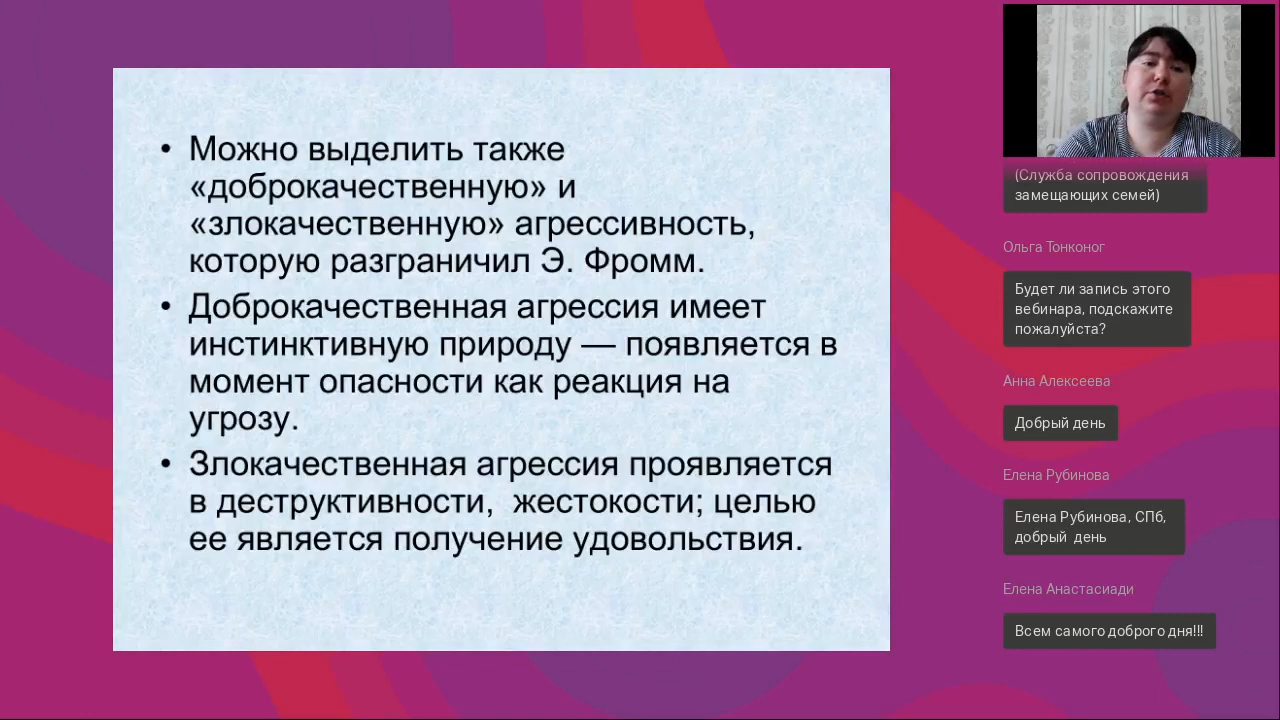 • Можно выделить также
«доброкачественную» и
«злокачественную» агрессивность,
которую разграничил Э. Фромм.
• Доброкачественная агрессия имеет
инстинктивную природу — появляется в
момент опасности как реакция на
угрозу.
• Злокачественная агрессия проявляется
в деструктивности,  жестокости; целью
ее является получение удовольствия.
(Служба сопровождения
замещающих семей)
Ольга Тонконог
Будет ли запись этого
вебинара, подскажите
пожалуйста?
Анна Алексеева
Добрый день
Елена Рубинова
Елена Рубинова, СПб,
добрый  день
Елена Анастасиади
Всем самого доброго дня!!!